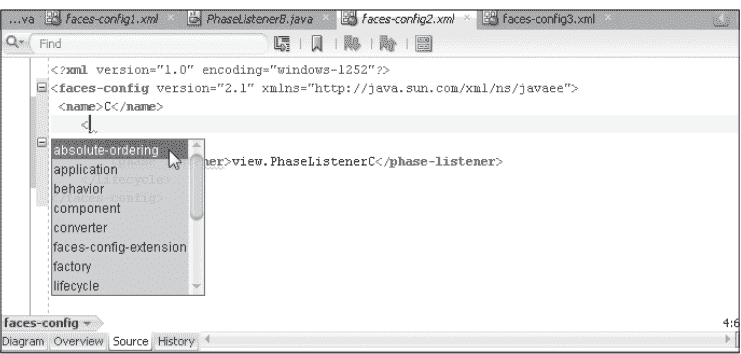 ...va faces-config1.xml PhaseListenerB.java faces-config2.xml faces-config3.xml
Find
<?xml version="1.0" encoding="windows-1252"?>
<faces-config version="2.1" xmlns="http://java.sun.com/xml/ns/javaee">
<name>C</name>
<
absolute-ordering
ner>view.PhaseListenerC</phase-listener>
application
behavior
component
converter
faces-config-extension
factory
lifecycle
faces-config
4:6
Diagram Overview Source History